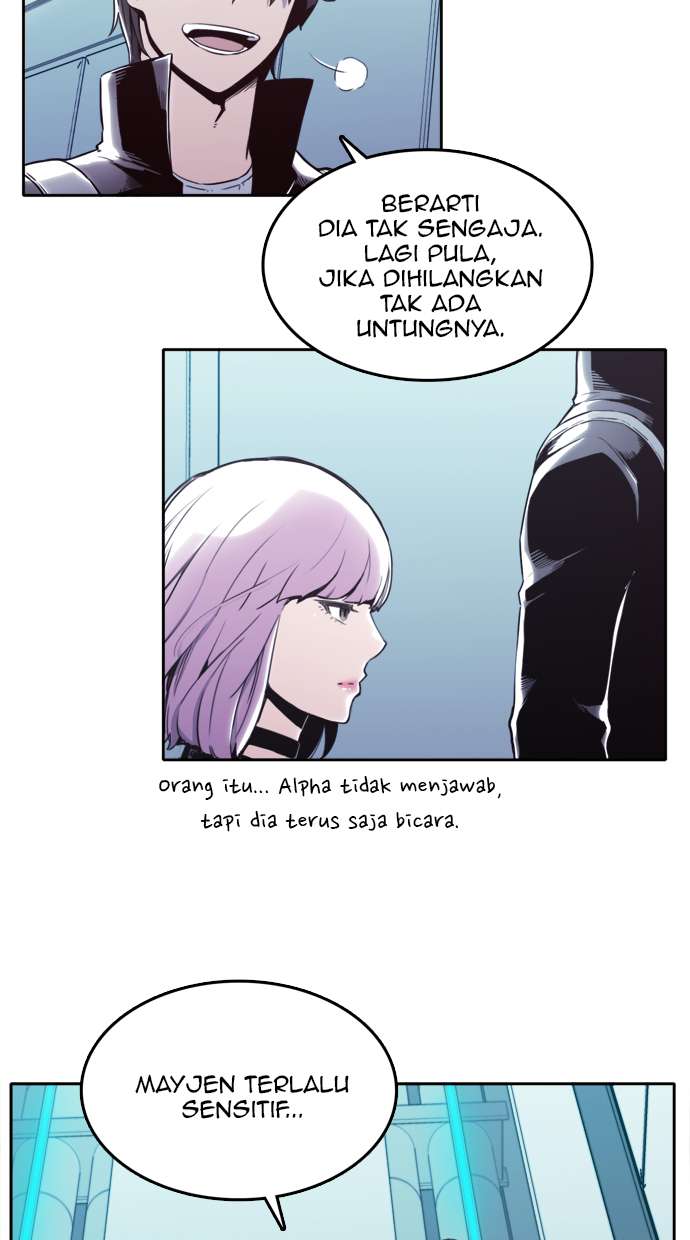 BERARTI
DIA TAK SENGAJA.
LAGI PULA,
JIKA DIHILANGKAN
TAK ADA
UNTUNGNYA.
Orang itu... Alpha tidak menjawab,
tapi dia terus saja bicara.
MAYJEN TERLALU
SENSITIF...